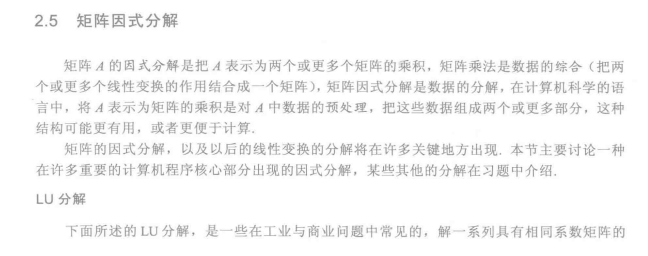 2.5 矩阵因式分解
矩阵 A 的因式分解是把 A 表示为两个或更多个矩阵的乘积，矩阵乘法是数据的综合（把两
个或更多个线性变换的作用结合成一个矩阵），矩阵因式分解是数据的分解，在计算机科学的语
言中，将 A 表示为矩阵的乘积是对 A 中数据的预处理，把这些数据组成两个或更多部分，这种
结构可能更有用，或者更便于计算.
矩阵的因式分解，以及以后的线性变换的分解将在许多关键地方出现. 本节主要讨论一种
在许多重要的计算机程序核心部分出现的因式分解，某些其他的分解在习题中介绍.
LU 分解
下面所述的 LU 分解，是一些在工业与商业问题中常见的，解一系列具有相同系数矩阵的